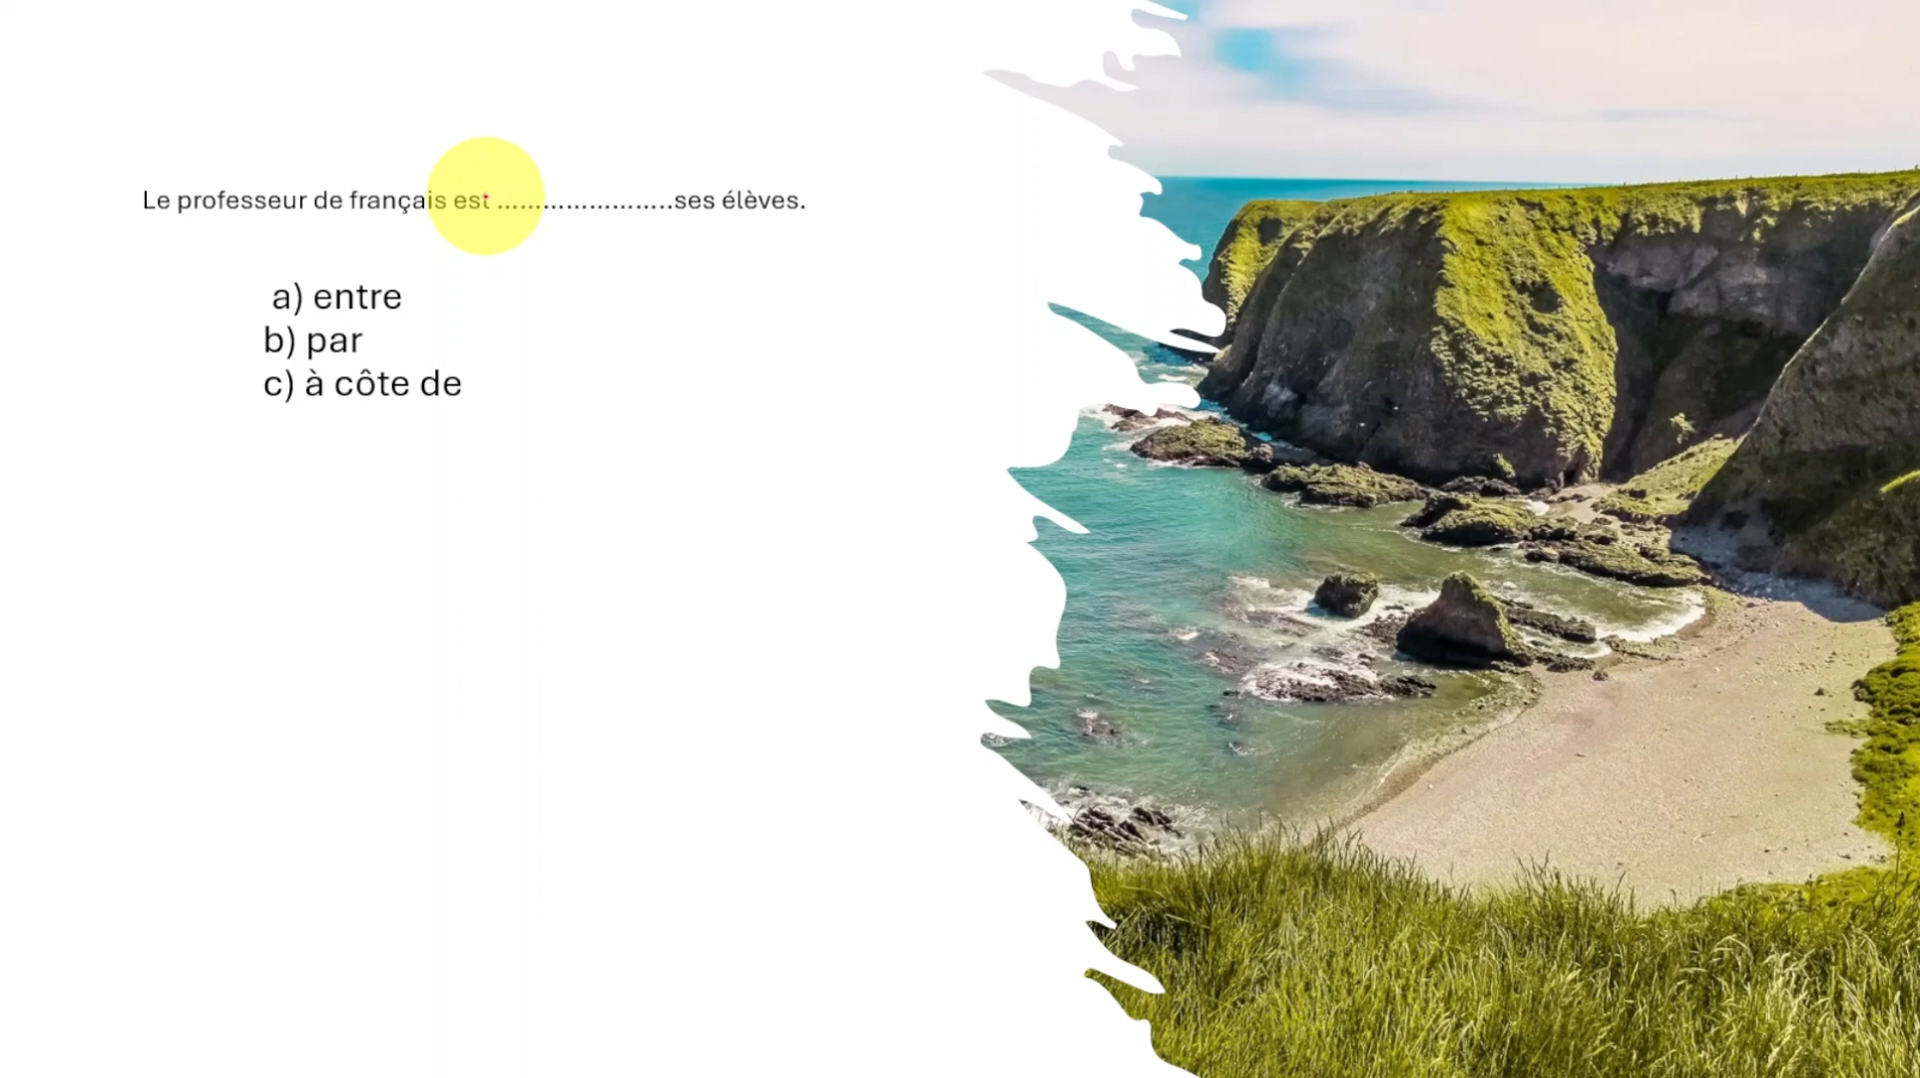 Le professeur de français est ........................ses élèves.
a) entre
b) par
c) à côte de